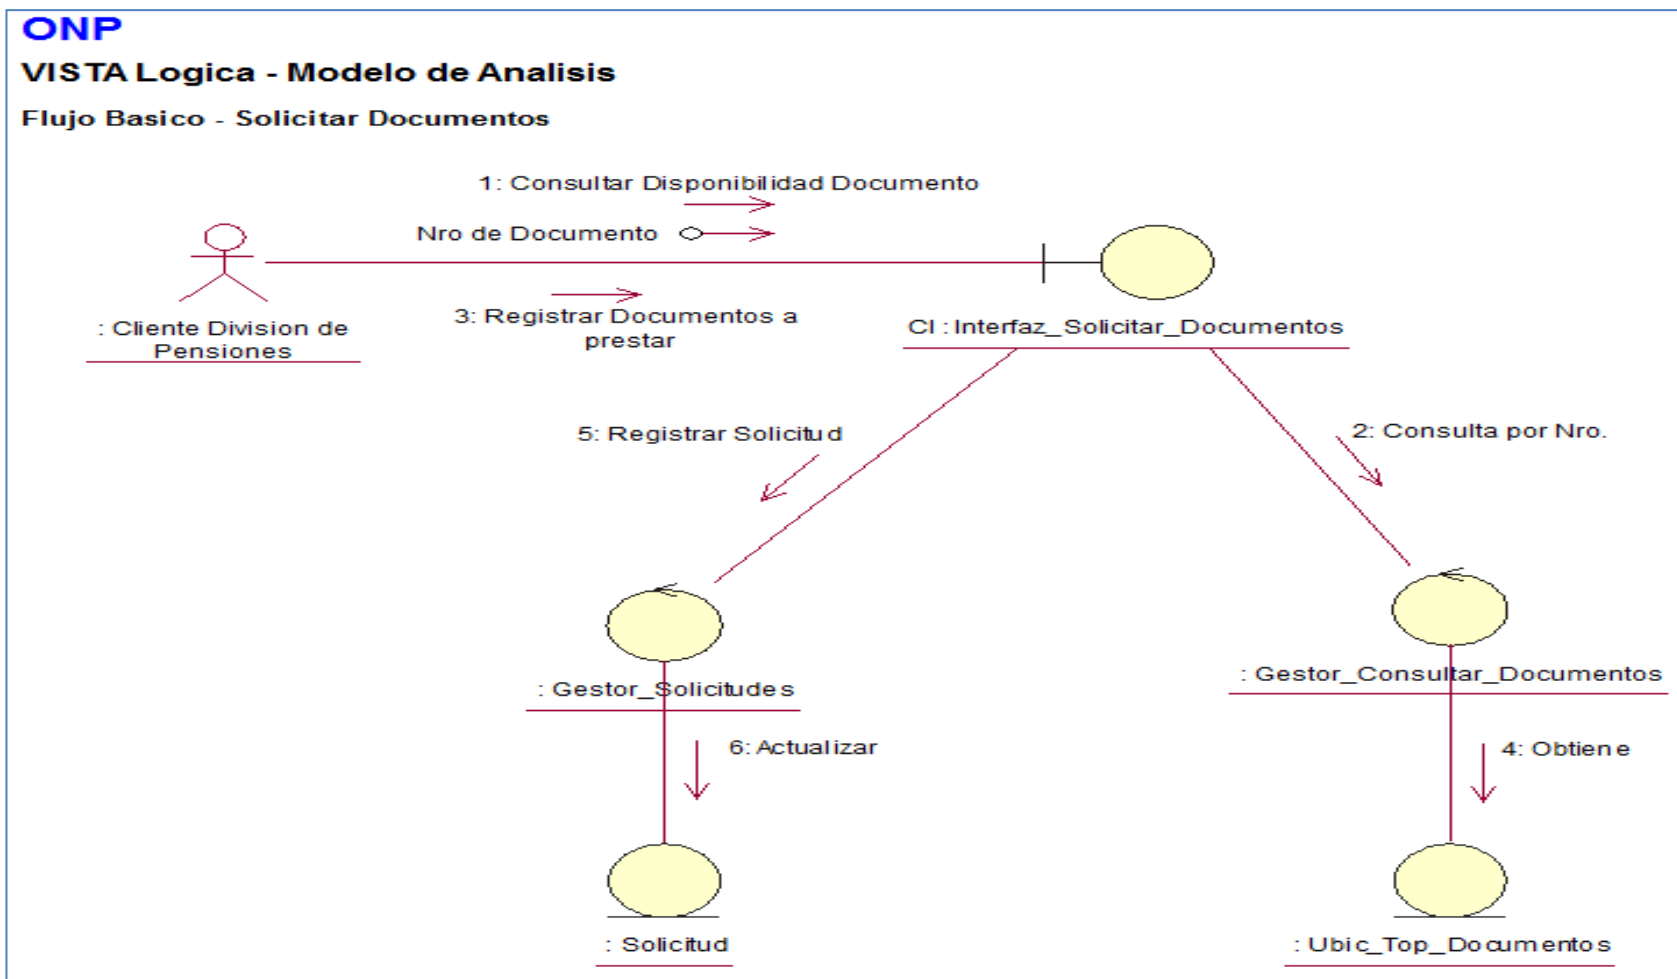 ONP
VISTA Logica - Modelo de Analisis
Flujo Basico - Solicitar Documentos
1: Consultar Disponibilidad Documento
Nro de Documento
3: Registrar Documentos a
prestar
: Cliente Division de
Pensiones
CI : Interfaz_Solicitar_Documentos
5: Registrar Solicitud
2: Consulta por Nro.
: Gestor_Solicitudes
: Gestor_Consultar_Documentos
6: Actualizar
4: Obtiene
: Solicitud
: Ubic_Top_Documentos